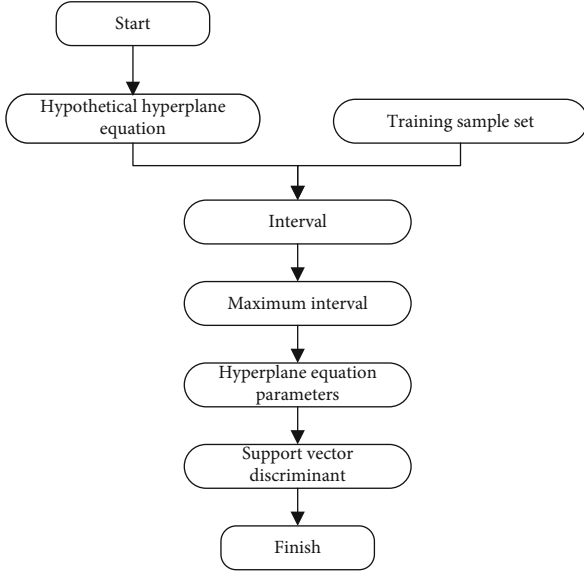 Start
Hypothetical hyperplane
equation
Training sample set
Interval
Maximum interval
Hyperplane equation
parameters
Support vector
discriminant
Finish